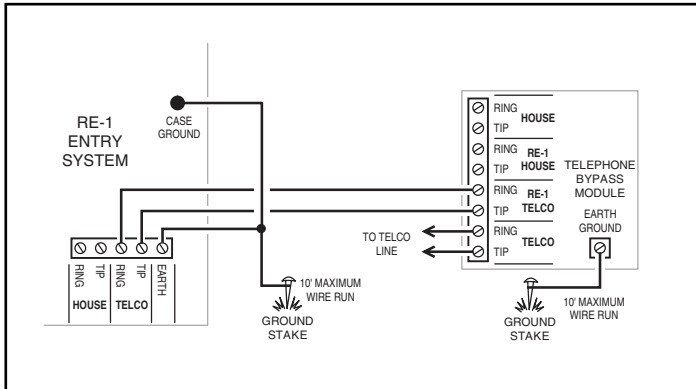 RE-1
ENTRY
SYSTEM
CASE
GROUND
RING
TIP
RING
TIP
EARTH
HOUSE
TELCO
10' MAXIMUM
WIRE RUN
GROUND
STAKE
TO TELCO
LINE
RING
TIP
HOUSE
RING
TIP
RE-1
HOUSE
RING
TIP
RE-1
TELCO
RING
TIP
TELCO
TELEPHONE
BYPASS
MODULE
EARTH
GROUND
10' MAXIMUM
WIRE RUN
GROUND
STAKE